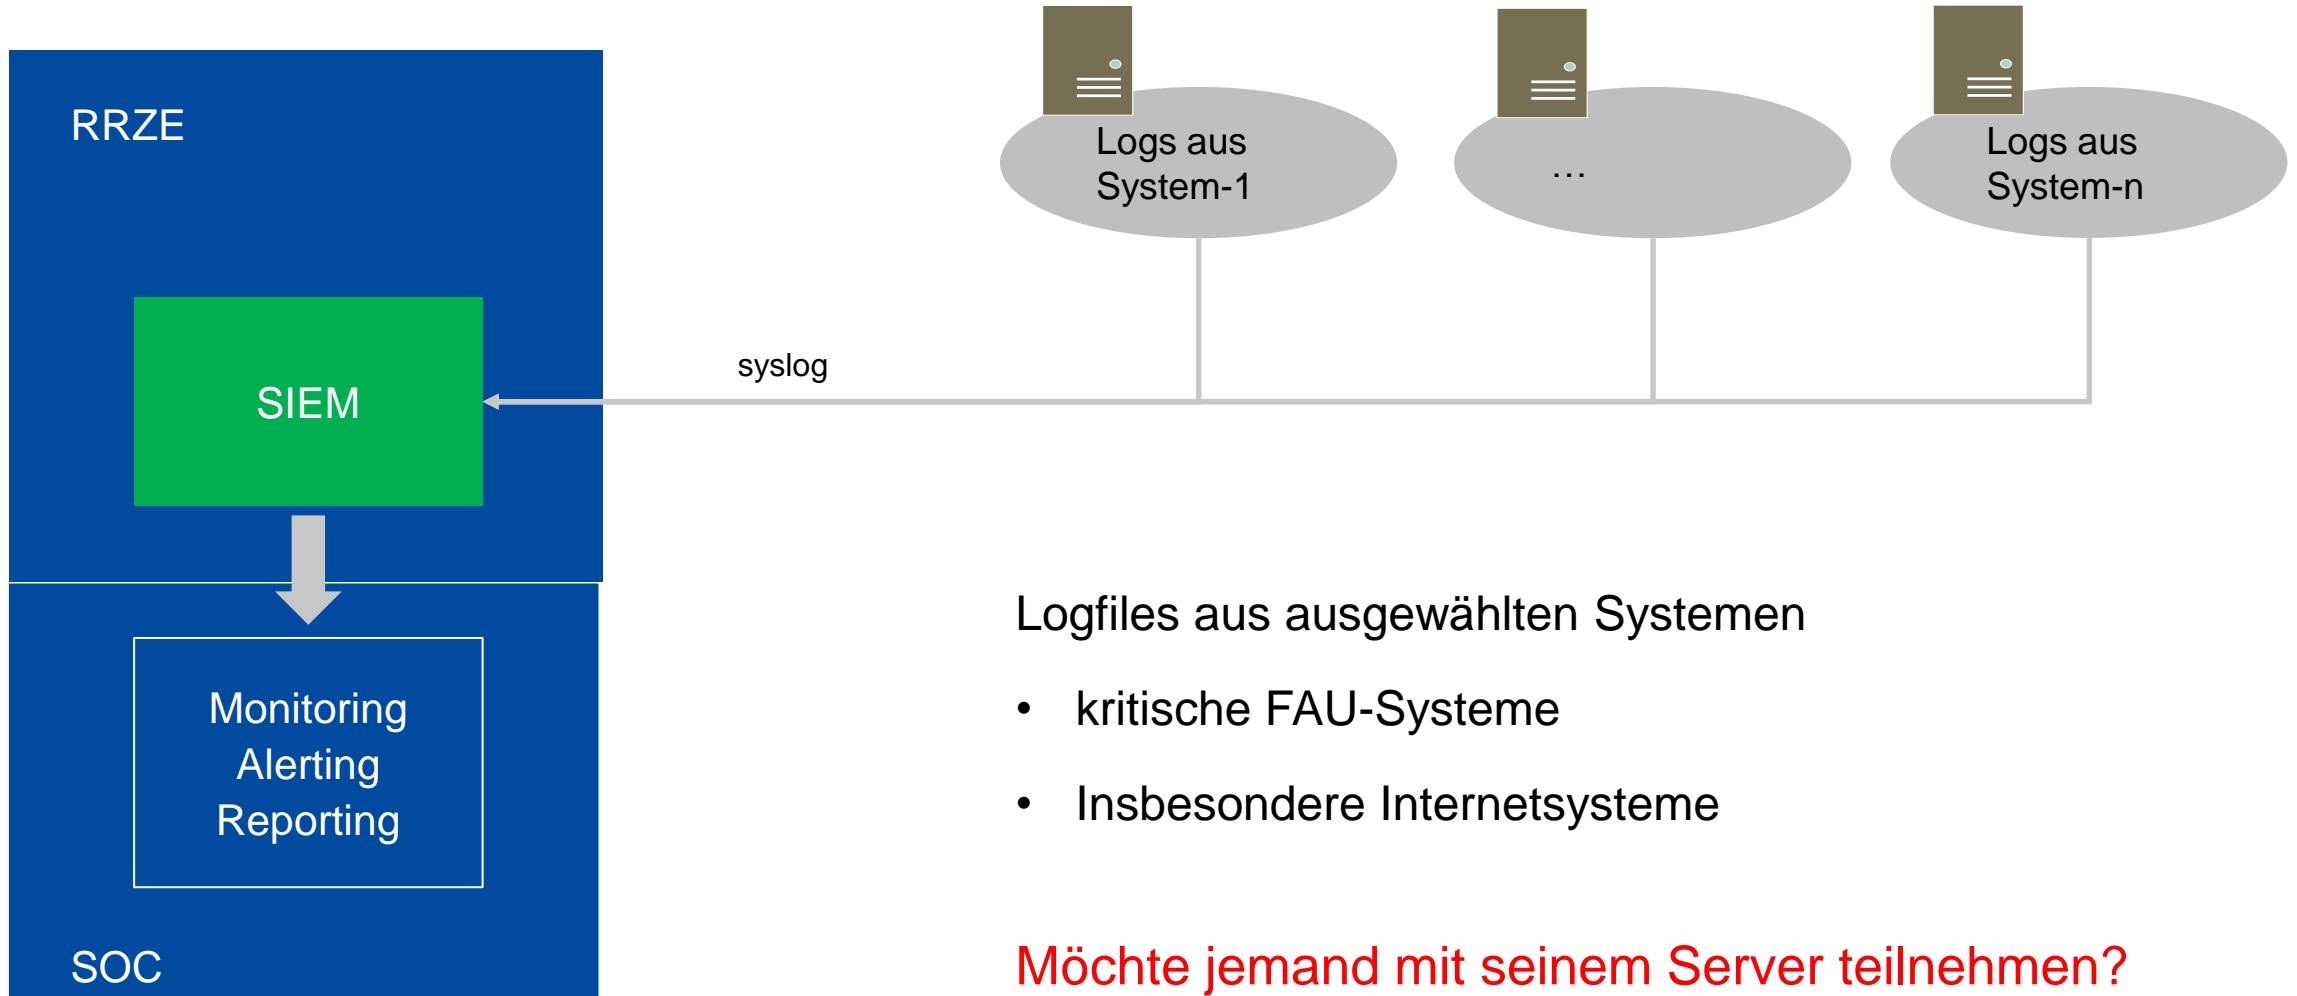 RRZE
SIEM
Monitoring
Alerting
Reporting
SOC
syslog
Logs aus
System-1
…
Logs aus
System-n
Logfiles aus ausgewählten Systemen
• kritische FAU-Systeme
• Insbesondere Internetsysteme
Möchte jemand mit seinem Server teilnehmen?